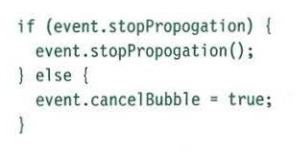 if (event.stopPropogation) {
  event.stopPropogation();
} else {
  event.cancelBubble = true;
}